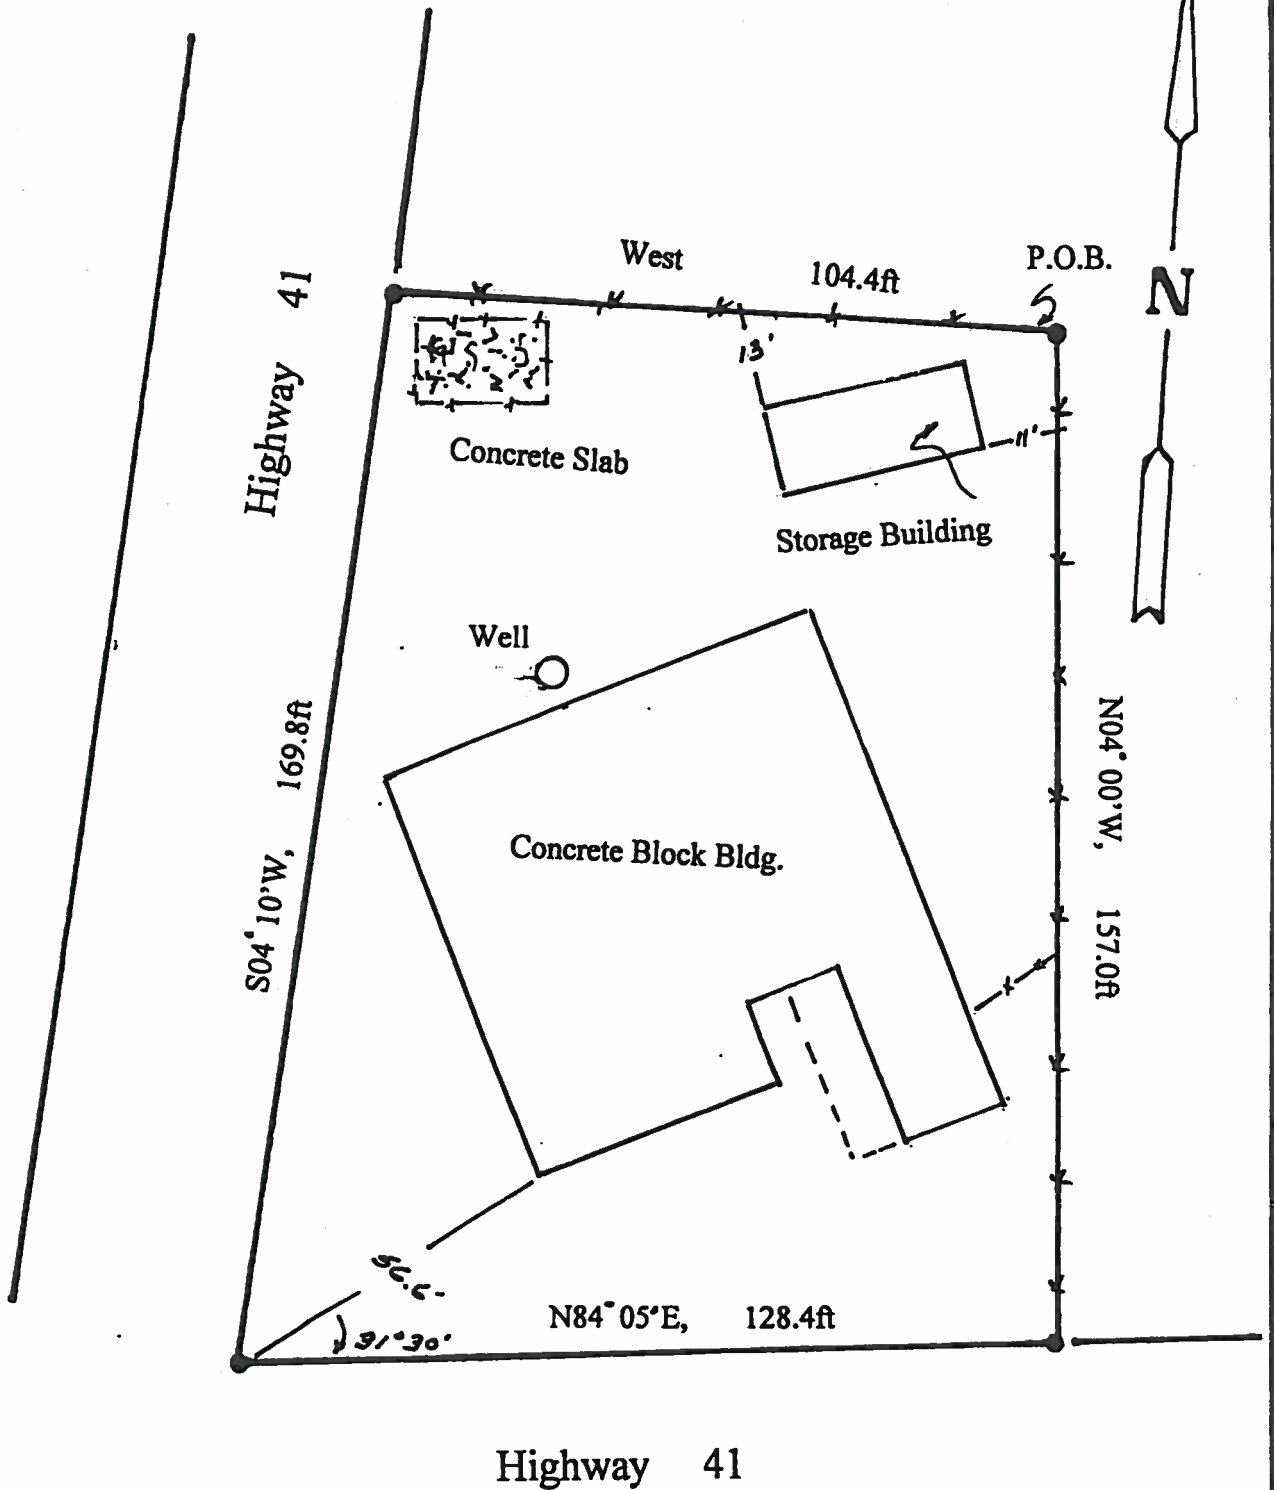 West
104.4ft
P.O.B.
N
Highway 41
13'
11'
Concrete Slab
Storage Building
Well
S04° 10'W, 169.8ft
N04° 00'W, 157.0ft
Concrete Block Bldg.
31°30'
N84° 05'E, 128.4ft
Highway 41